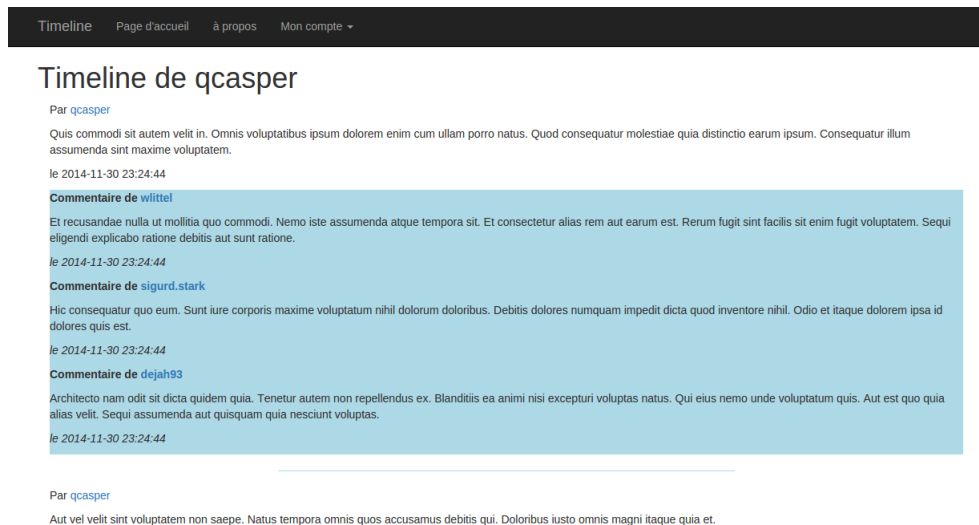 Timeline Page d'accueil à propos Mon compte
Timeline de qcasper
Par qcasper
Quis commodi sit autem velit in. Omnis voluptatibus ipsum dolorem enim cum ullam porro natus. Quod consequatur molestiae quia distinctio earum ipsum. Consequatur illum
assumenda sint maxime voluptatem.
le 2014-11-30 23:24:44
Commentaire de wlittel
Et recusandae nulla ut mollitia quo commodi. Nemo iste assumenda atque tempora sit. Et consectetur alias rem aut earum est. Rerum fugit sint facilis sit enim fugit voluptatem. Sequi
eligendi explicabo ratione debitis aut sunt ratione.
le 2014-11-30 23:24:44
Commentaire de sigurd.stark
Hic consequatur quo eum. Sunt iure corporis maxime voluptatum nihil dolorum doloribus. Debitis dolores numquam impedit dicta quod inventore nihil. Odio et itaque dolorem ipsa id
dolores quis est.
le 2014-11-30 23:24:44
Commentaire de dejah93
Architecto nam odit sit dicta quidem quia. Tenetur autem non repellendus ex. Blanditiis ea animi nisi excepturi voluptas natus. Qui eius nemo unde voluptatum quis. Aut est quo quia
alias velit. Sequi assumenda aut quisquam quia nesciunt voluptas.
le 2014-11-30 23:24:44
Par qcasper
Aut vel velit sint voluptatem non saepe. Natus tempora omnis quos accusamus debitis qui. Doloribus iusto omnis magni itaque quia et.